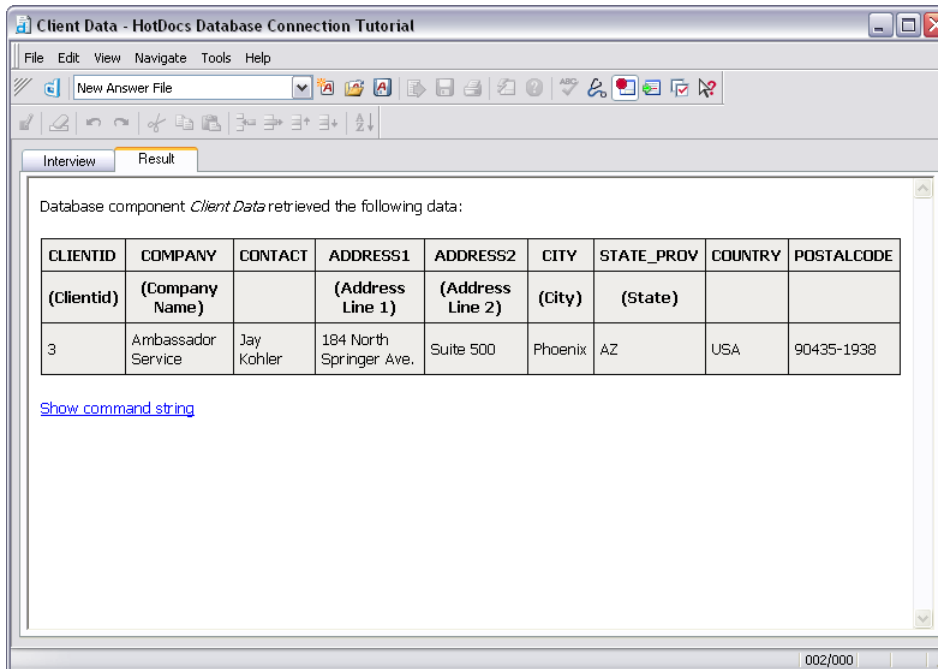 Client Data - HotDocs Database Connection Tutorial
File Edit View Navigate Tools Help
New Answer File
Interview Result
Database component Client Data retrieved the following data:
CLIENTID COMPANY CONTACT ADDRESS1 ADDRESS2 CITY STATE_PROV COUNTRY POSTALCODE
(Clientid) (Company Name) (Address Line 1) (Address Line 2) (City) (State)
3 Ambassador Service Jay Kohler 184 North Springer Ave. Suite 500 Phoenix AZ USA 90435-1938
Show command string
002/000